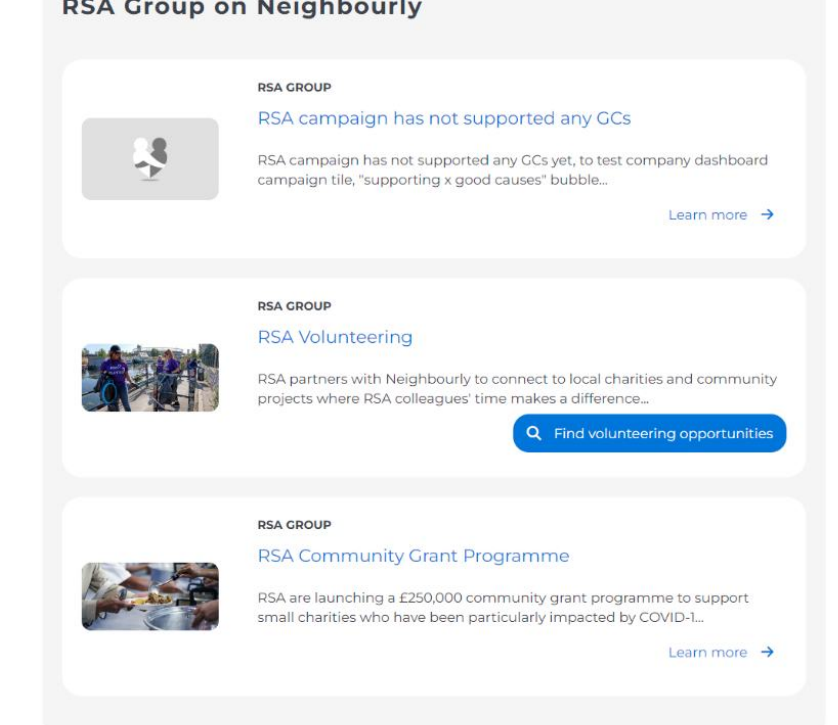 RSA Group on Neighbourly
RSA GROUP
RSA campaign has not supported any GCs
RSA campaign has not supported any GCs yet, to test company dashboard
campaign tile, "supporting x good causes" bubble...
Learn more →
RSA GROUP
RSA Volunteering
RSA partners with Neighbourly to connect to local charities and community
projects where RSA colleagues' time makes a difference...
Find volunteering opportunities
RSA GROUP
RSA Community Grant Programme
RSA are launching a £250,000 community grant programme to support
small charities who have been particularly impacted by COVID-1...
Learn more →